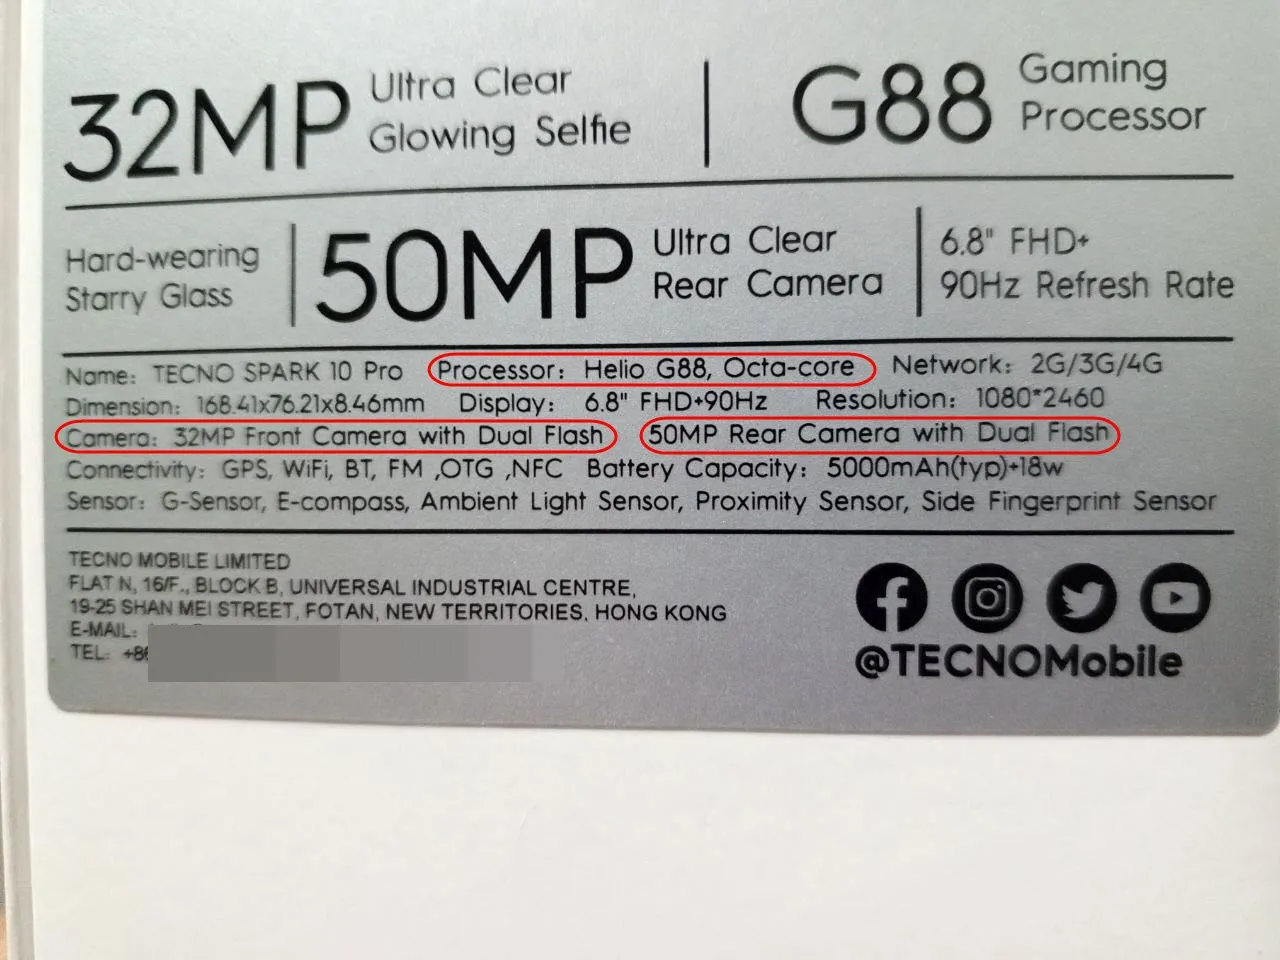 32MP Ultra Clear Glowing Selfie
G88 Gaming Processor
Hard-wearing Starry Glass
50MP Ultra Clear Rear Camera
6.8" FHD+ 90Hz Refresh Rate
Name: TECNO SPARK 10 Pro Processor: Helio G88, Octa-core Network: 2G/3G/4G
Dimension: 168.41x76.21x8.46mm Display: 6.8" FHD+90Hz Resolution: 1080*2460
Camera: 32MP Front Camera with Dual Flash 50MP Rear Camera with Dual Flash
Connectivity: GPS, WiFi, BT, FM ,OTG ,NFC Battery Capacity: 5000mAh(typ)+18w
Sensor: G-Sensor, E-compass, Ambient Light Sensor, Proximity Sensor, Side Fingerprint Sensor
TECNO MOBILE LIMITED
FLAT N, 16/F., BLOCK B, UNIVERSAL INDUSTRIAL CENTRE,
19-25 SHAN MEI STREET, FOTAN, NEW TERRITORIES, HONG KONG
E-MAIL:
TEL: +86
@TECNOMobile